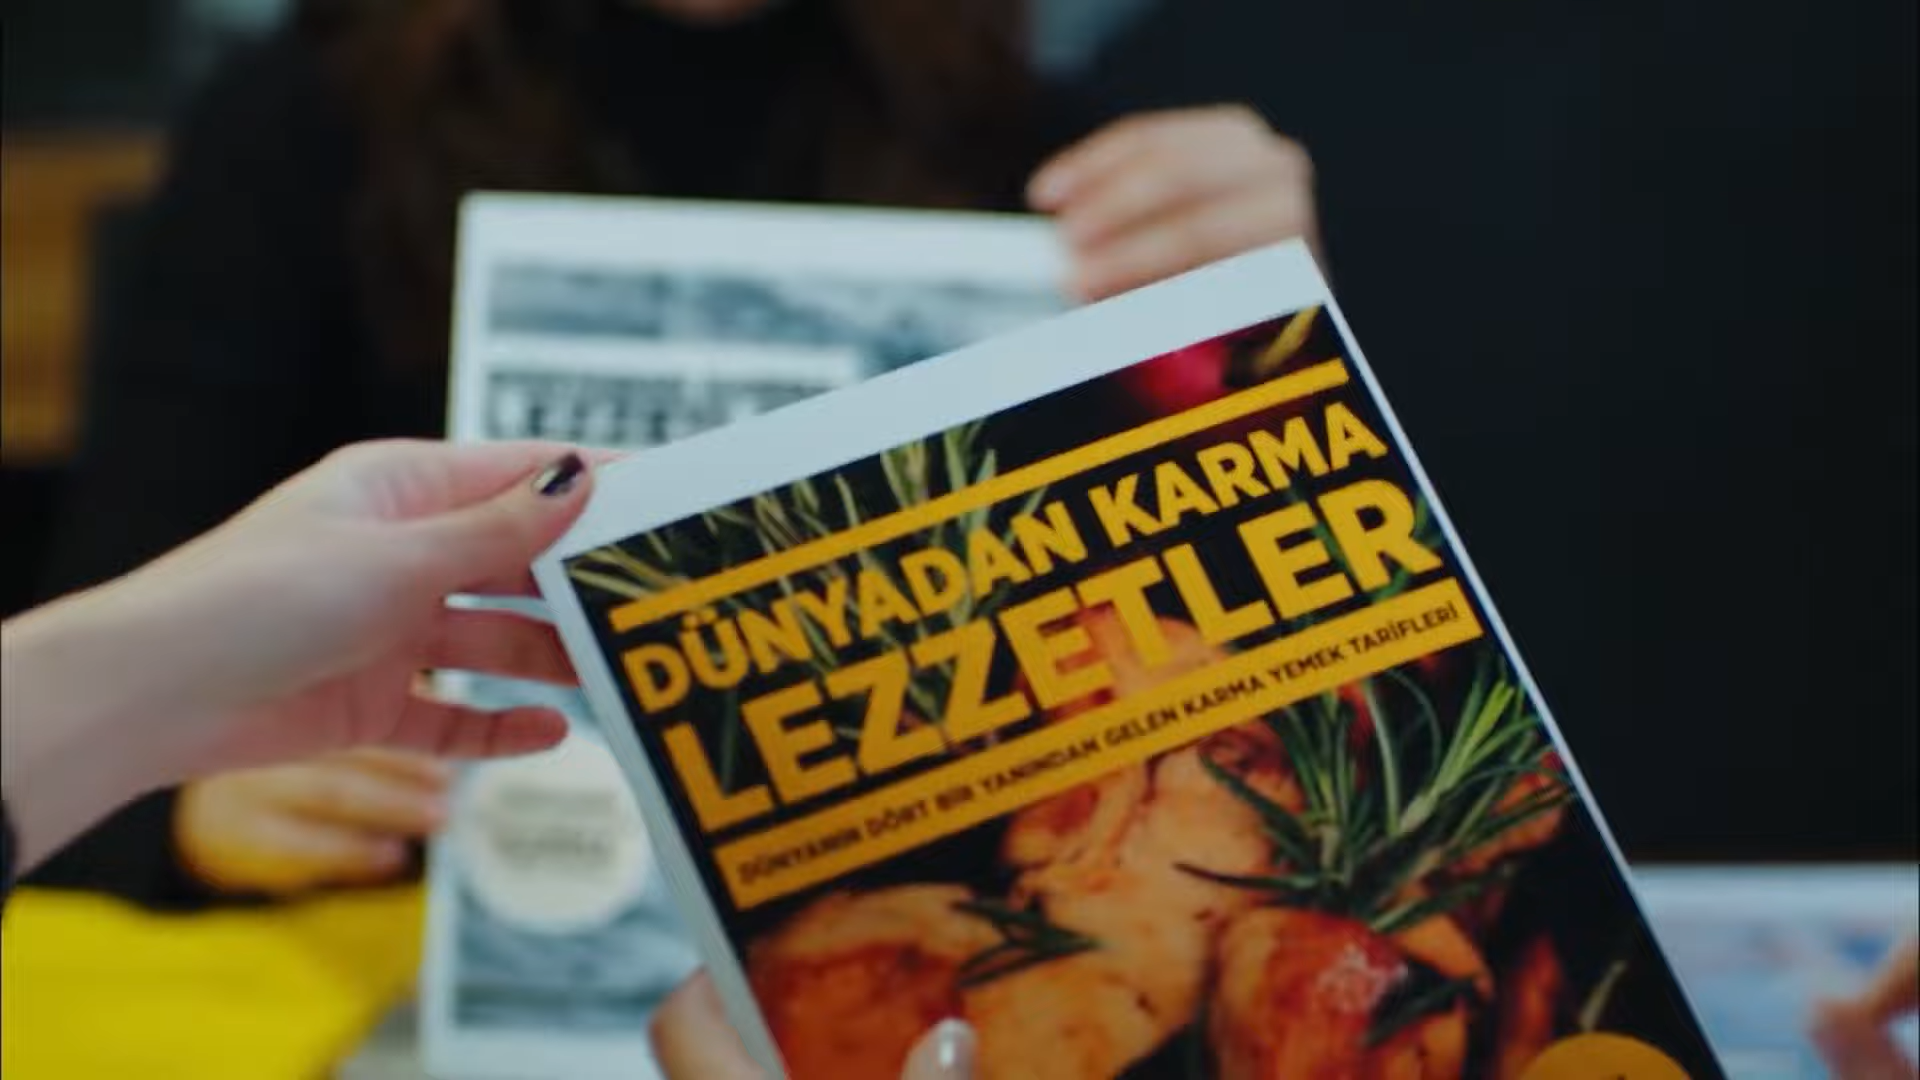 DÜNYADAN KARMA
LEZZETLER
DÜNYANIN DÖRT BİR YANINDAN GELEN KARMA YEMEK TARİFLERİ